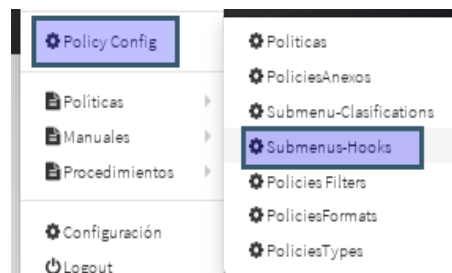 Policy Config
Políticas
Manuales
Procedimientos
Configuración
Logout
Politicas
PoliciesAnexos
Submenu-Clasifications
Submenus-Hooks
Policies Filters
PoliciesFormats
PoliciesTypes